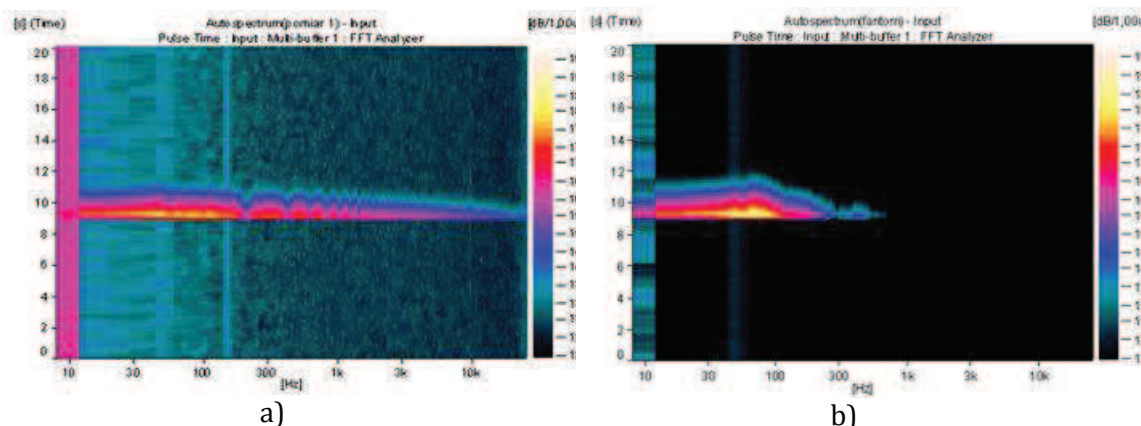 [s] (Time) Autospectrum(pomiar 1) - Input
Pulse Time : Input : Multi-buffer 1 : FFT Analyzer
20
18
16
14
12
10
8
6
4
2
0
10 30 100 300 1k 3k 10k
[Hz]
a)
[s] (Time) Autospectrum(fantom) - Input
Pulse Time : Input : Multi-buffer 1 : FFT Analyzer
20
18
16
14
12
10
8
6
4
2
0
10 30 100 300 1k 3k 10k
[Hz]
b)